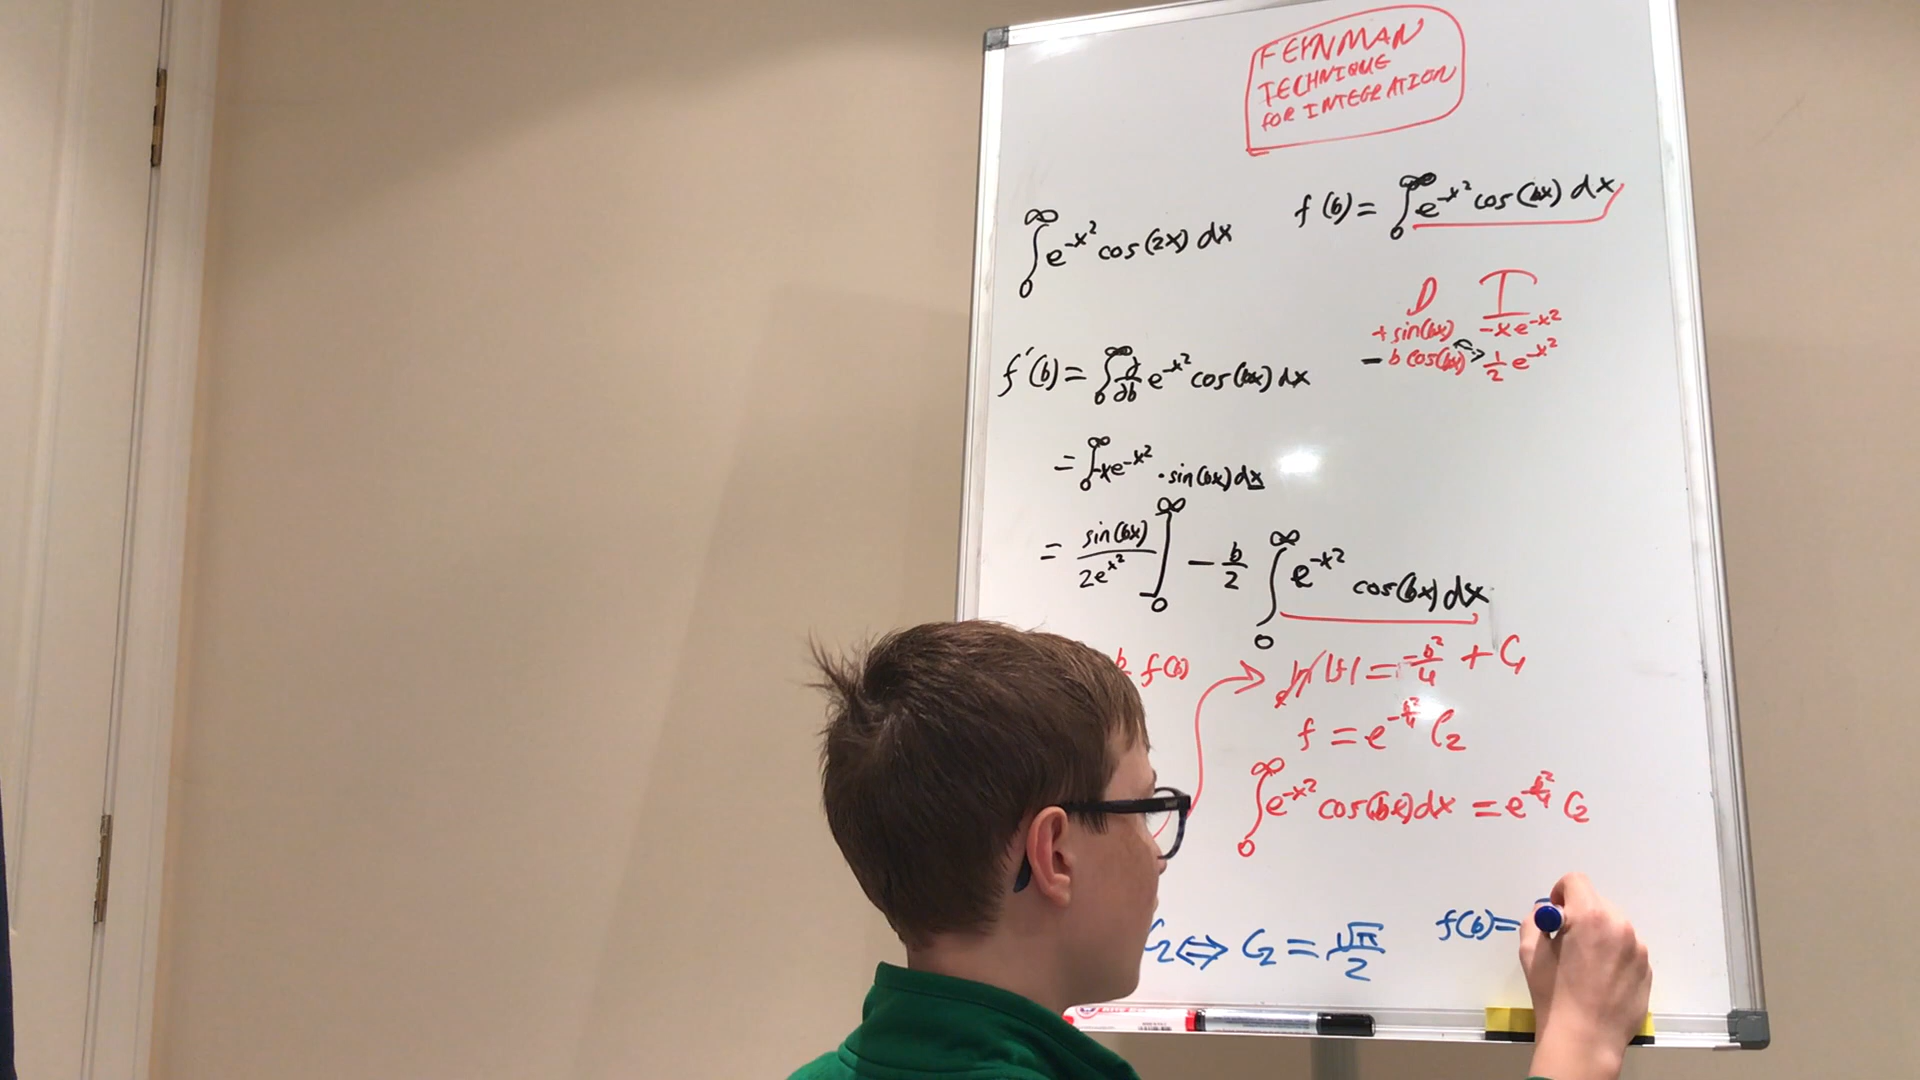 FEYNMAN
TECHNIQUE
FOR INTEGRATION
∫₀^∞ e^{-x²} cos(2x) dx
f(b) = ∫₀^∞ e^{-x²} cos(bx) dx
D I
+ sin(bx) -xe^{-x²}
- b cos(bx) ½ e^{-x²}
f'(b) = ∫₀^∞ ∂/∂b e^{-x²} cos(bx) dx
= ∫₀^∞ -xe^{-x²} · sin(bx) dx
= sin(bx)/2e^{x²} ]₀^∞ - b/2 ∫₀^∞ e^{-x²} cos(bx) dx
f(b)
ln|f| = -b²/4 + C₁
f = e^{-b²/4} C₂
∫₀^∞ e^{-x²} cos(bx) dx = e^{-b²/4} C₂
C₂ ⇔ C₂ = √π/2
f(b) =